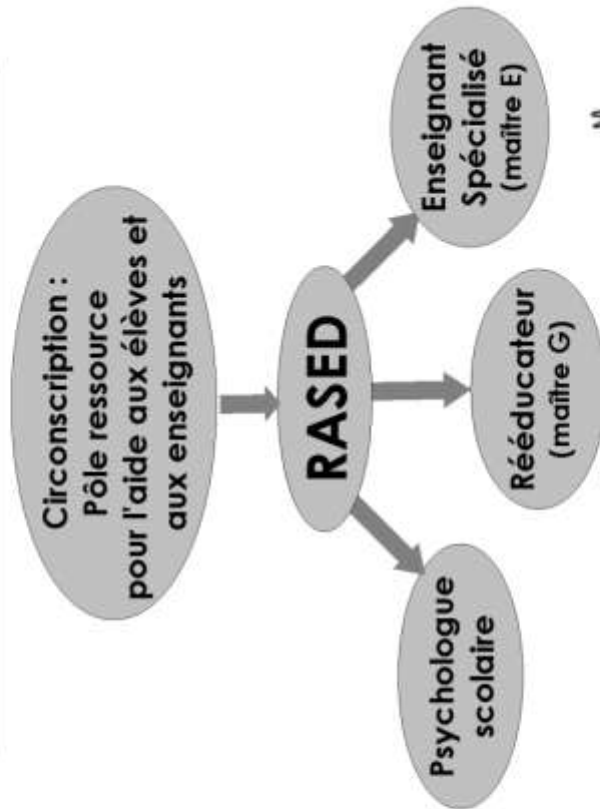 Circonscription :
Pôle ressource
pour l'aide aux élèves et
aux enseignants
RASED
Psychologue
scolaire
Rééducateur
(maître G)
Enseignant
Spécialisé
(maître E)